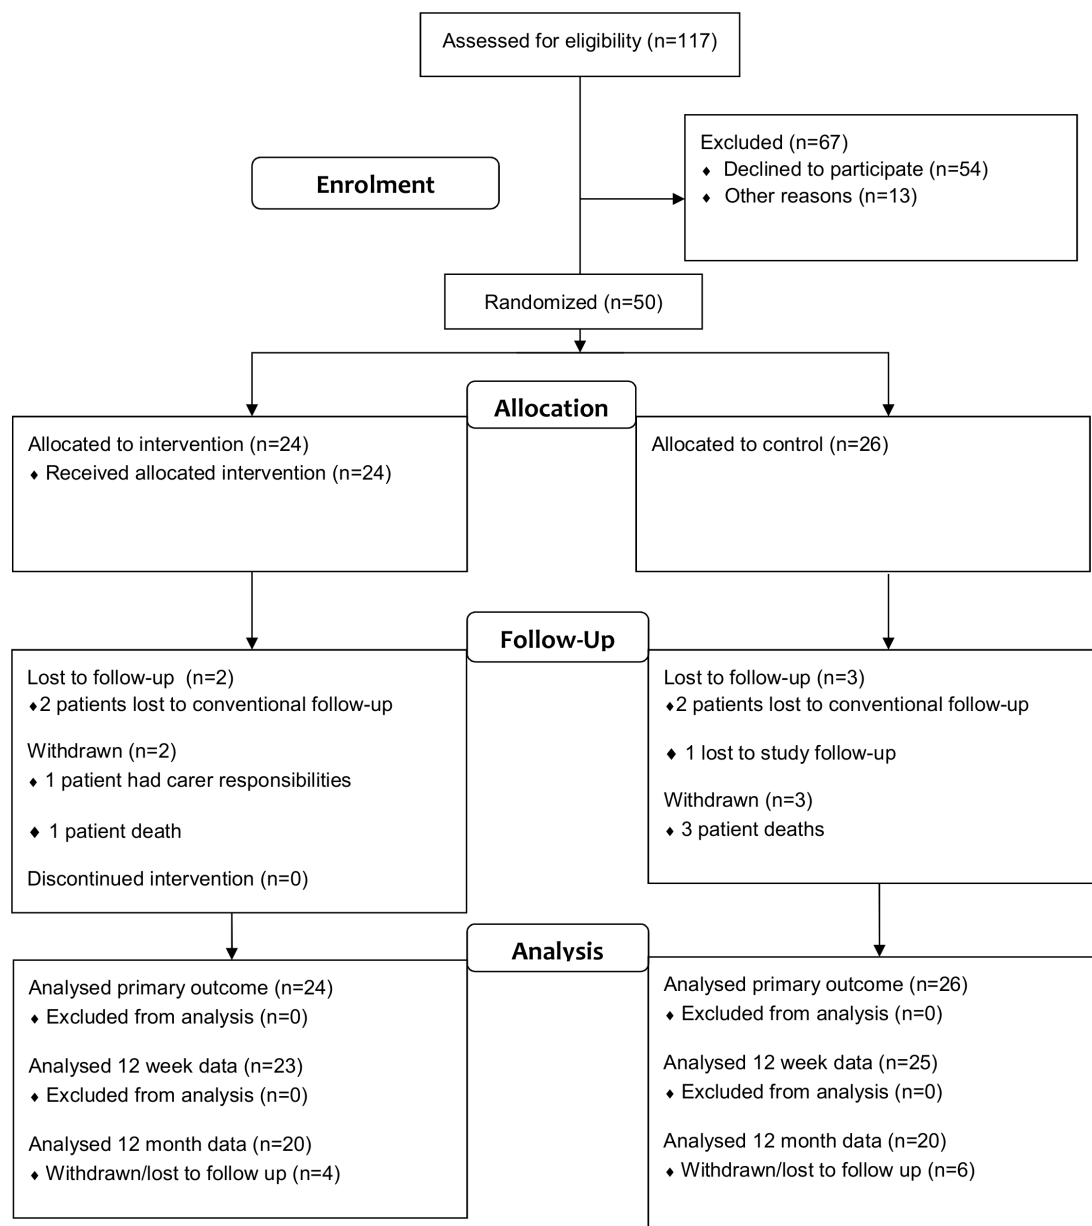 Assessed for eligibility (n=117)
Excluded (n=67)
♦ Declined to participate (n=54)
♦ Other reasons (n=13)
Enrolment
Randomized (n=50)
Allocation
Allocated to intervention (n=24)
♦ Received allocated intervention (n=24)
Allocated to control (n=26)
Follow-Up
Lost to follow-up (n=2)
♦2 patients lost to conventional follow-up
Withdrawn (n=2)
♦ 1 patient had carer responsibilities
♦ 1 patient death
Discontinued intervention (n=0)
Lost to follow-up (n=3)
♦2 patients lost to conventional follow-up
♦ 1 lost to study follow-up
Withdrawn (n=3)
♦ 3 patient deaths
Analysis
Analysed primary outcome (n=24)
♦ Excluded from analysis (n=0)
Analysed 12 week data (n=23)
♦ Excluded from analysis (n=0)
Analysed 12 month data (n=20)
♦ Withdrawn/lost to follow up (n=4)
Analysed primary outcome (n=26)
♦ Excluded from analysis (n=0)
Analysed 12 week data (n=25)
♦ Excluded from analysis (n=0)
Analysed 12 month data (n=20)
♦ Withdrawn/lost to follow up (n=6)